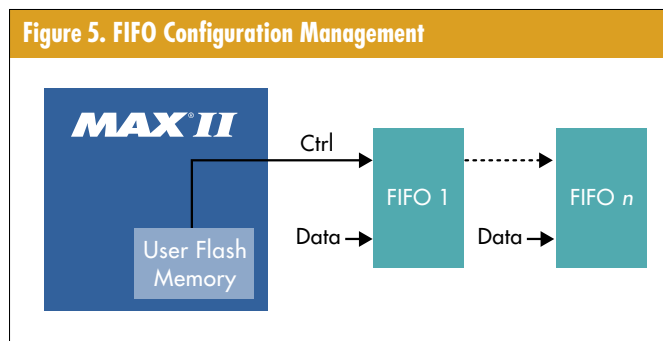 Figure 5. FIFO Configuration Management
MAX® II
Ctrl
FIFO 1
FIFO n
Data
Data
User Flash
Memory